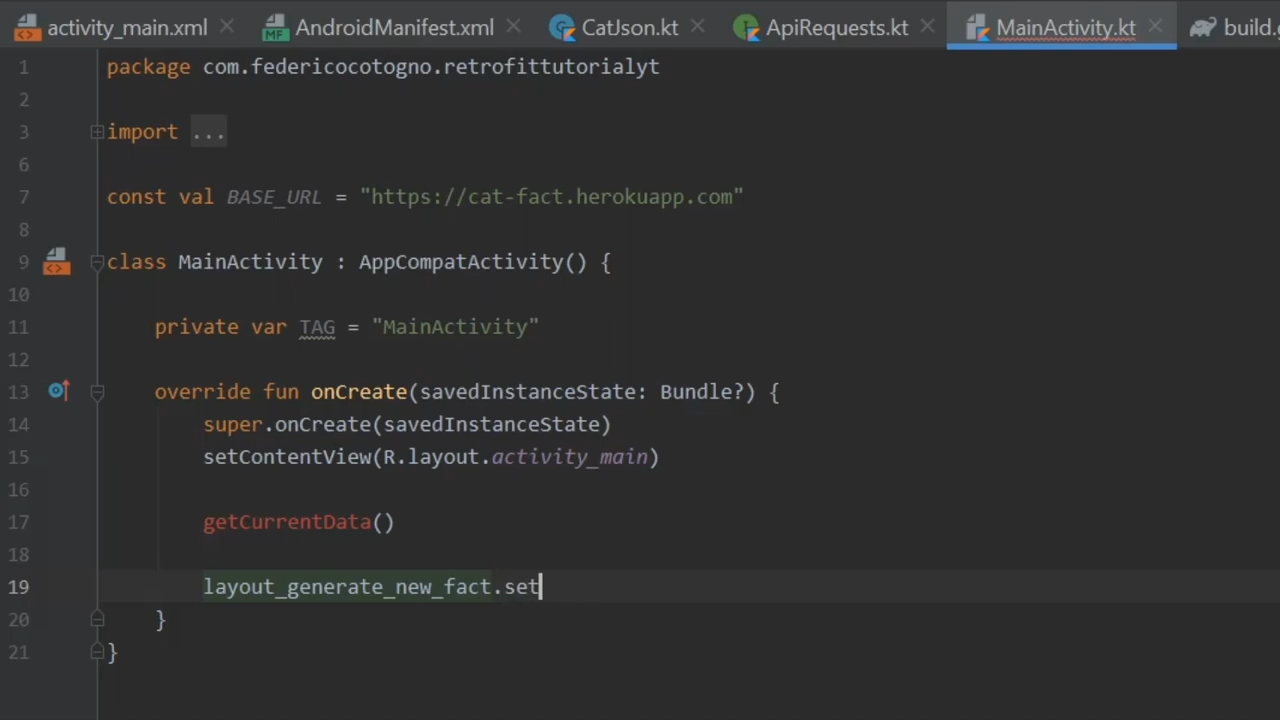 activity_main.xml AndroidManifest.xml CatJson.kt ApiRequests.kt MainActivity.kt build.g
1 package com.federicocotogno.retrofittutorialyt
2
3 import ...
6
7 const val BASE_URL = "https://cat-fact.herokuapp.com"
8
9 class MainActivity : AppCompatActivity() {
10
11 private var TAG = "MainActivity"
12
13 override fun onCreate(savedInstanceState: Bundle?) {
14 super.onCreate(savedInstanceState)
15 setContentView(R.layout.activity_main)
16
17 getCurrentData()
18
19 layout_generate_new_fact.set
20 }
21 }